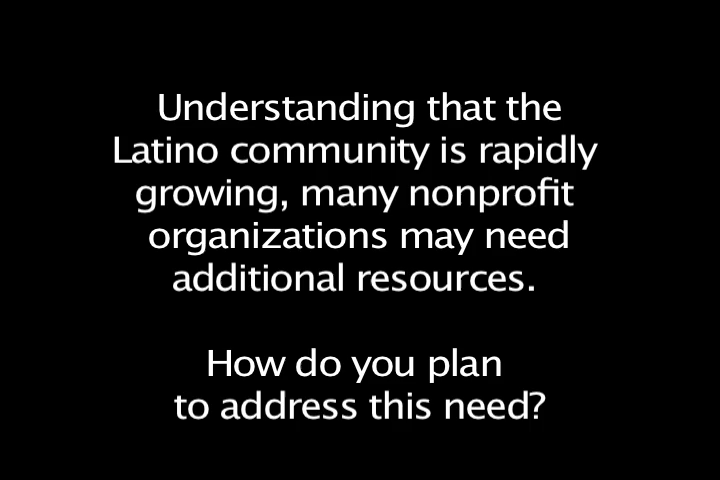 Understanding that the
Latino community is rapidly
growing, many nonprofit
organizations may need
additional resources.
How do you plan
to address this need?